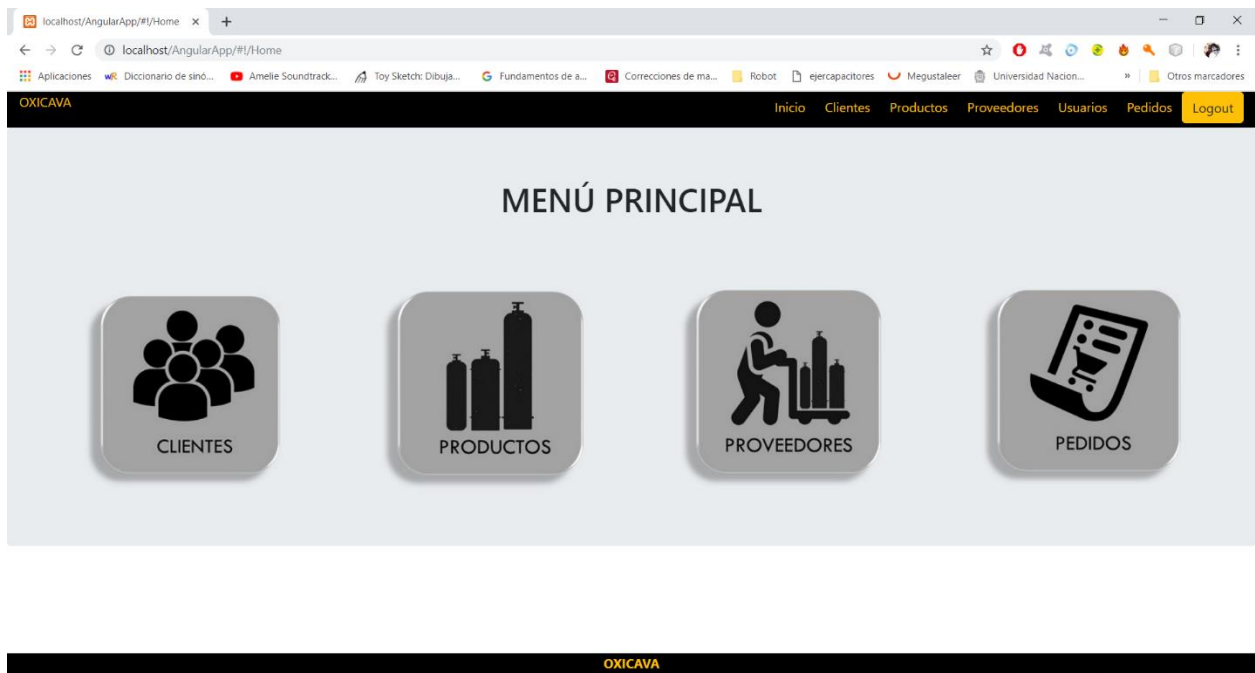 localhost/AngularApp/#!/Home
localhost/AngularApp/#!/Home
Aplicaciones Diccionario de sinó... Amelie Soundtrack... Toy Sketch: Dibuja... Fundamentos de a... Correcciones de ma... Robot ejercapacitores Megustaleer Universidad Nacion... » Otros marcadores
OXICAVA Inicio Clientes Productos Proveedores Usuarios Pedidos Logout
MENÚ PRINCIPAL
CLIENTES PRODUCTOS PROVEEDORES PEDIDOS
OXICAVA